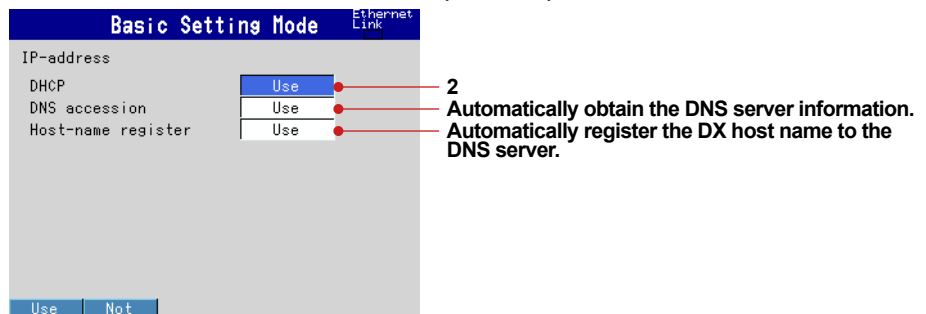 Basic Setting Mode
Ethernet
Link
IP-address
DHCP Use 2
DNS accession Use Automatically obtain the DNS server information.
Host-name register Use Automatically register the DX host name to the
DNS server.
Use Not